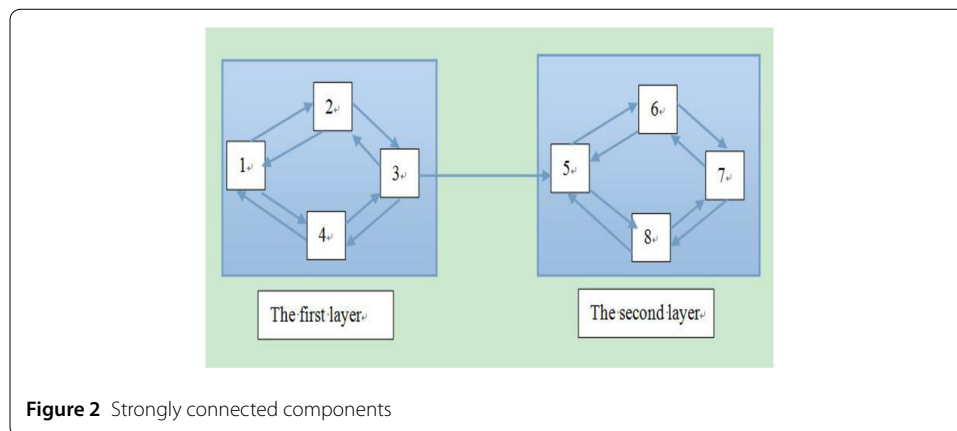 2
6
1
3
5
7
4
8
The first layer
The second layer
Figure 2 Strongly connected components